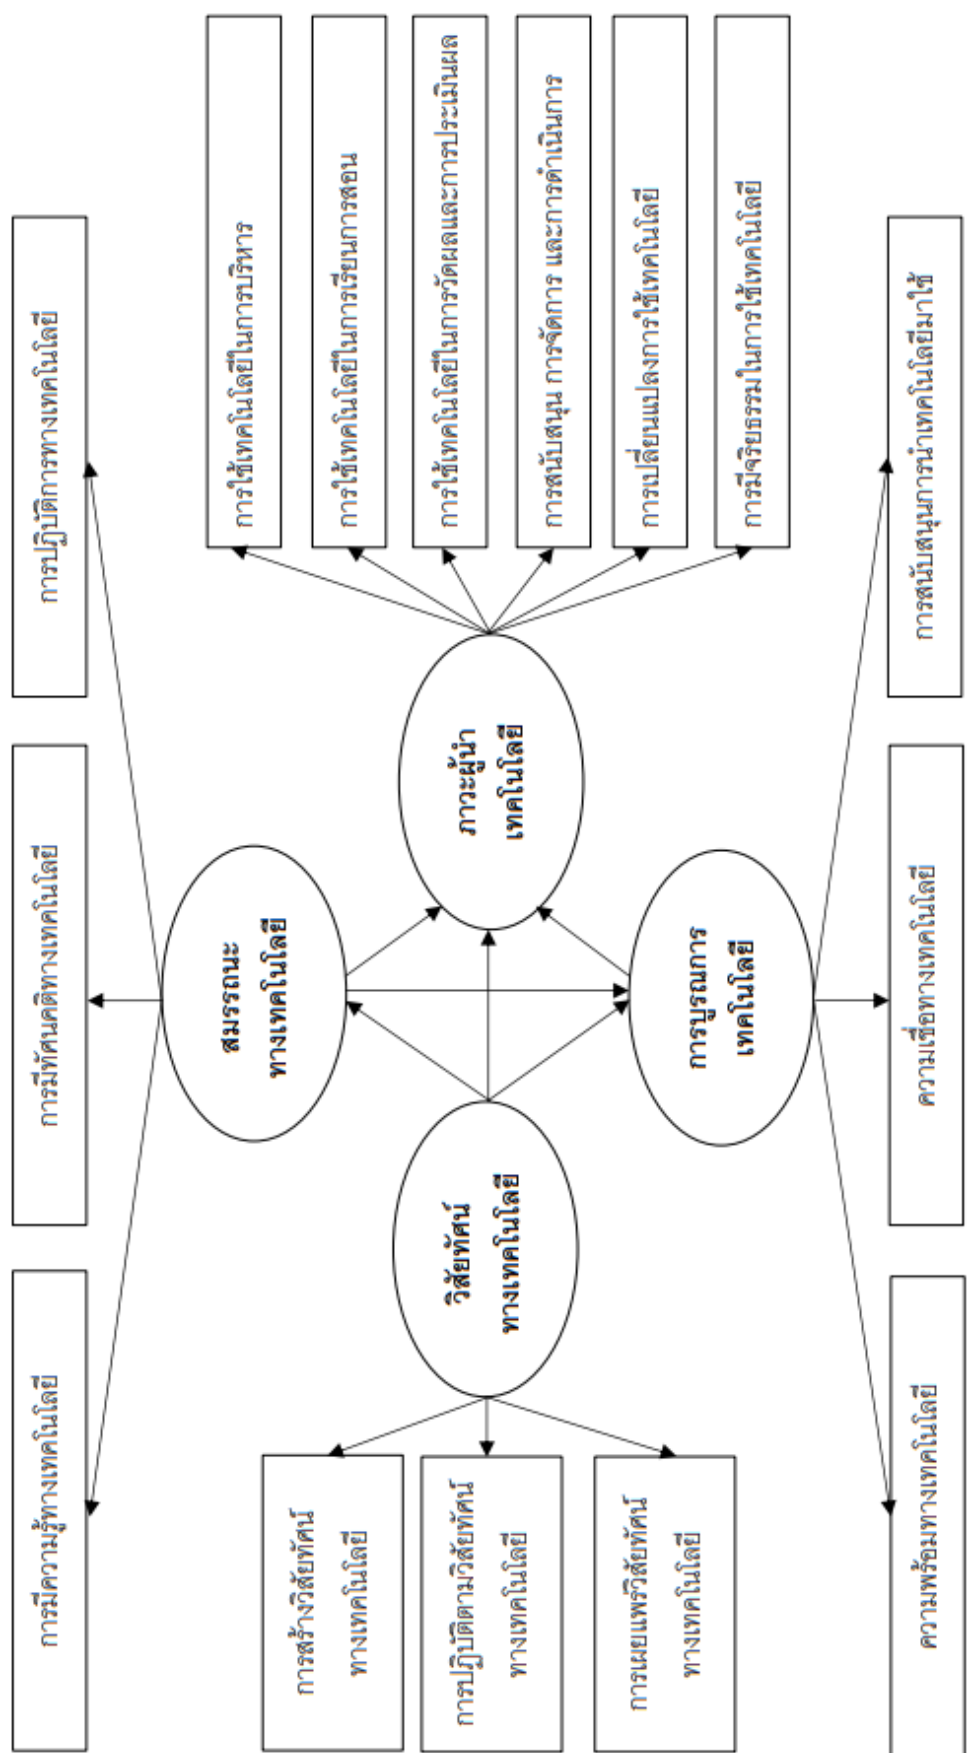 การมีความรู้ทางเทคโนโลยี
การมีทัศนคติทางเทคโนโลยี
การปฏิบัติการทางเทคโนโลยี
สมรรถนะ
ทางเทคโนโลยี
การสร้างวิสัยทัศน์
ทางเทคโนโลยี
การปฏิบัติตามวิสัยทัศน์
ทางเทคโนโลยี
การเผยแพร่วิสัยทัศน์
ทางเทคโนโลยี
วิสัยทัศน์
ทางเทคโนโลยี
ภาวะผู้นำ
เทคโนโลยี
การใช้เทคโนโลยีในการบริหาร
การใช้เทคโนโลยีในการเรียนการสอน
การใช้เทคโนโลยีในการวัดผลและการประเมินผล
การสนับสนุน การจัดการ และการดำเนินการ
การเปลี่ยนแปลงการใช้เทคโนโลยี
การมีจริยธรรมในการใช้เทคโนโลยี
การบูรณการ
เทคโนโลยี
ความพร้อมทางเทคโนโลยี
ความเชื่อทางเทคโนโลยี
การสนับสนุนการนำเทคโนโลยีมาใช้